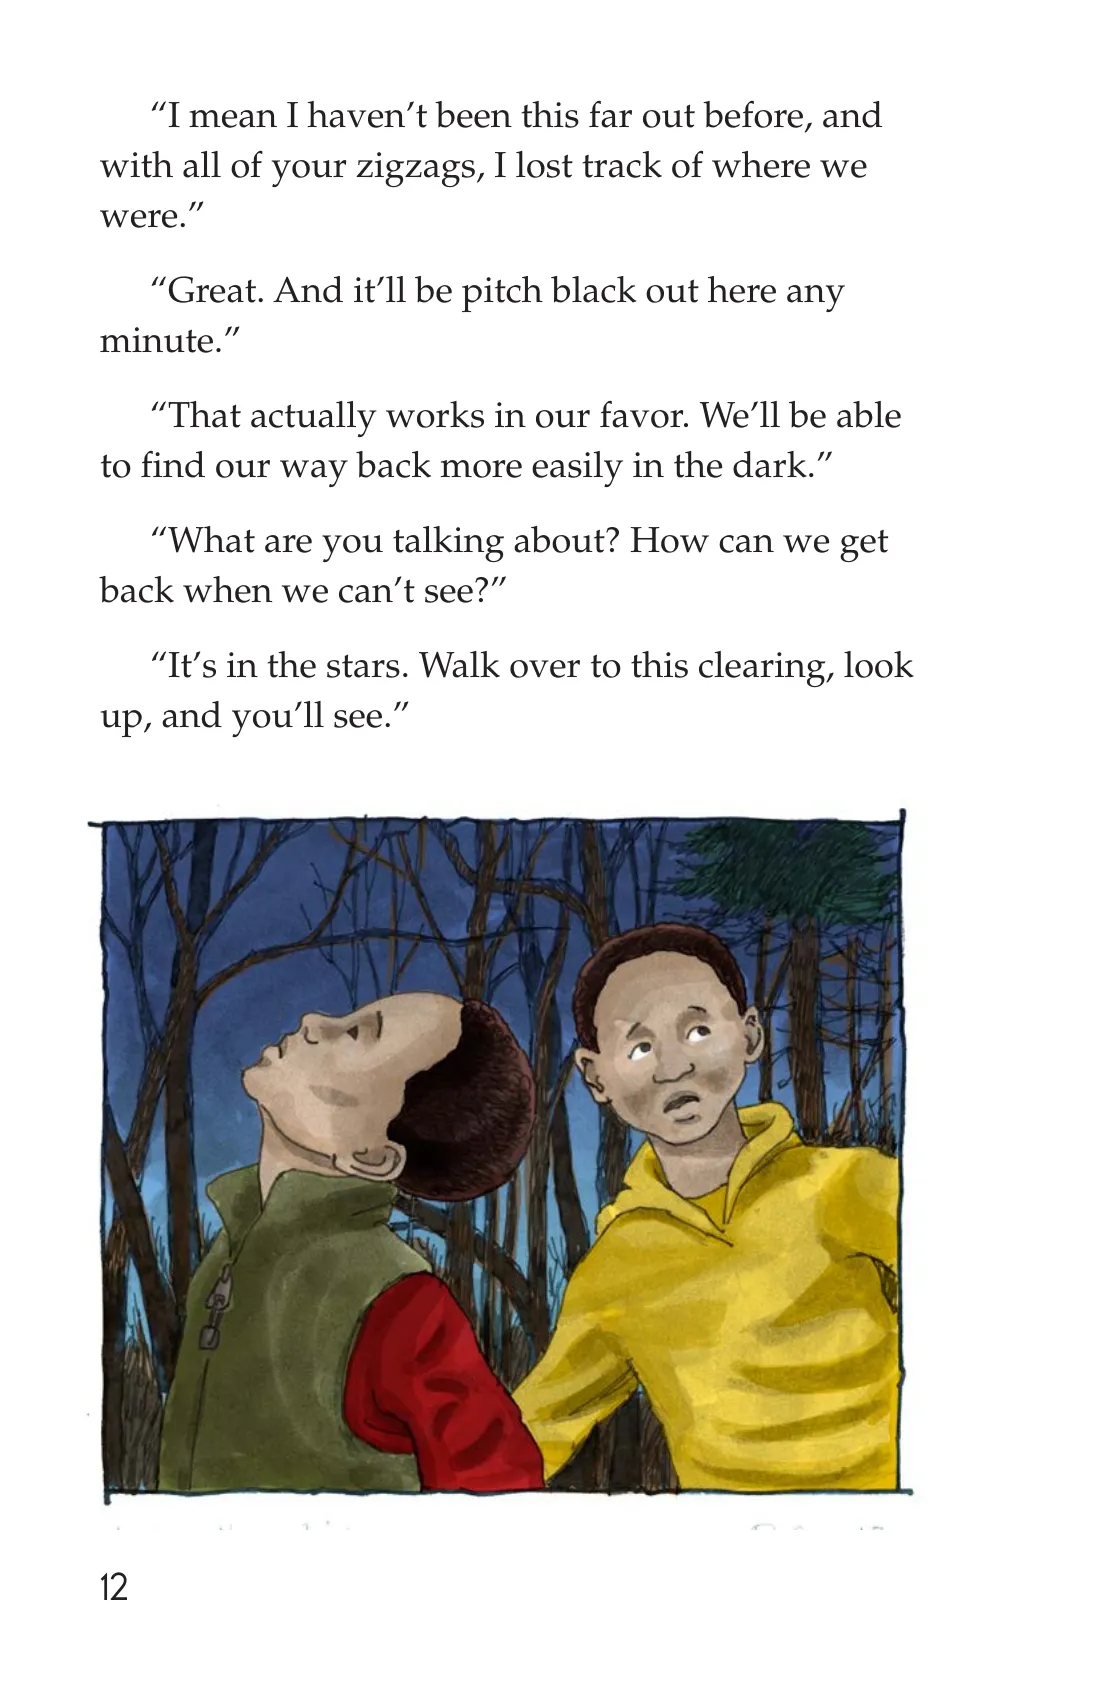 “I mean I haven’t been this far out before, and
with all of your zigzags, I lost track of where we
were.”
“Great. And it’ll be pitch black out here any
minute.”
“That actually works in our favor. We’ll be able
to find our way back more easily in the dark.”
“What are you talking about? How can we get
back when we can’t see?”
“It’s in the stars. Walk over to this clearing, look
up, and you’ll see.”
12